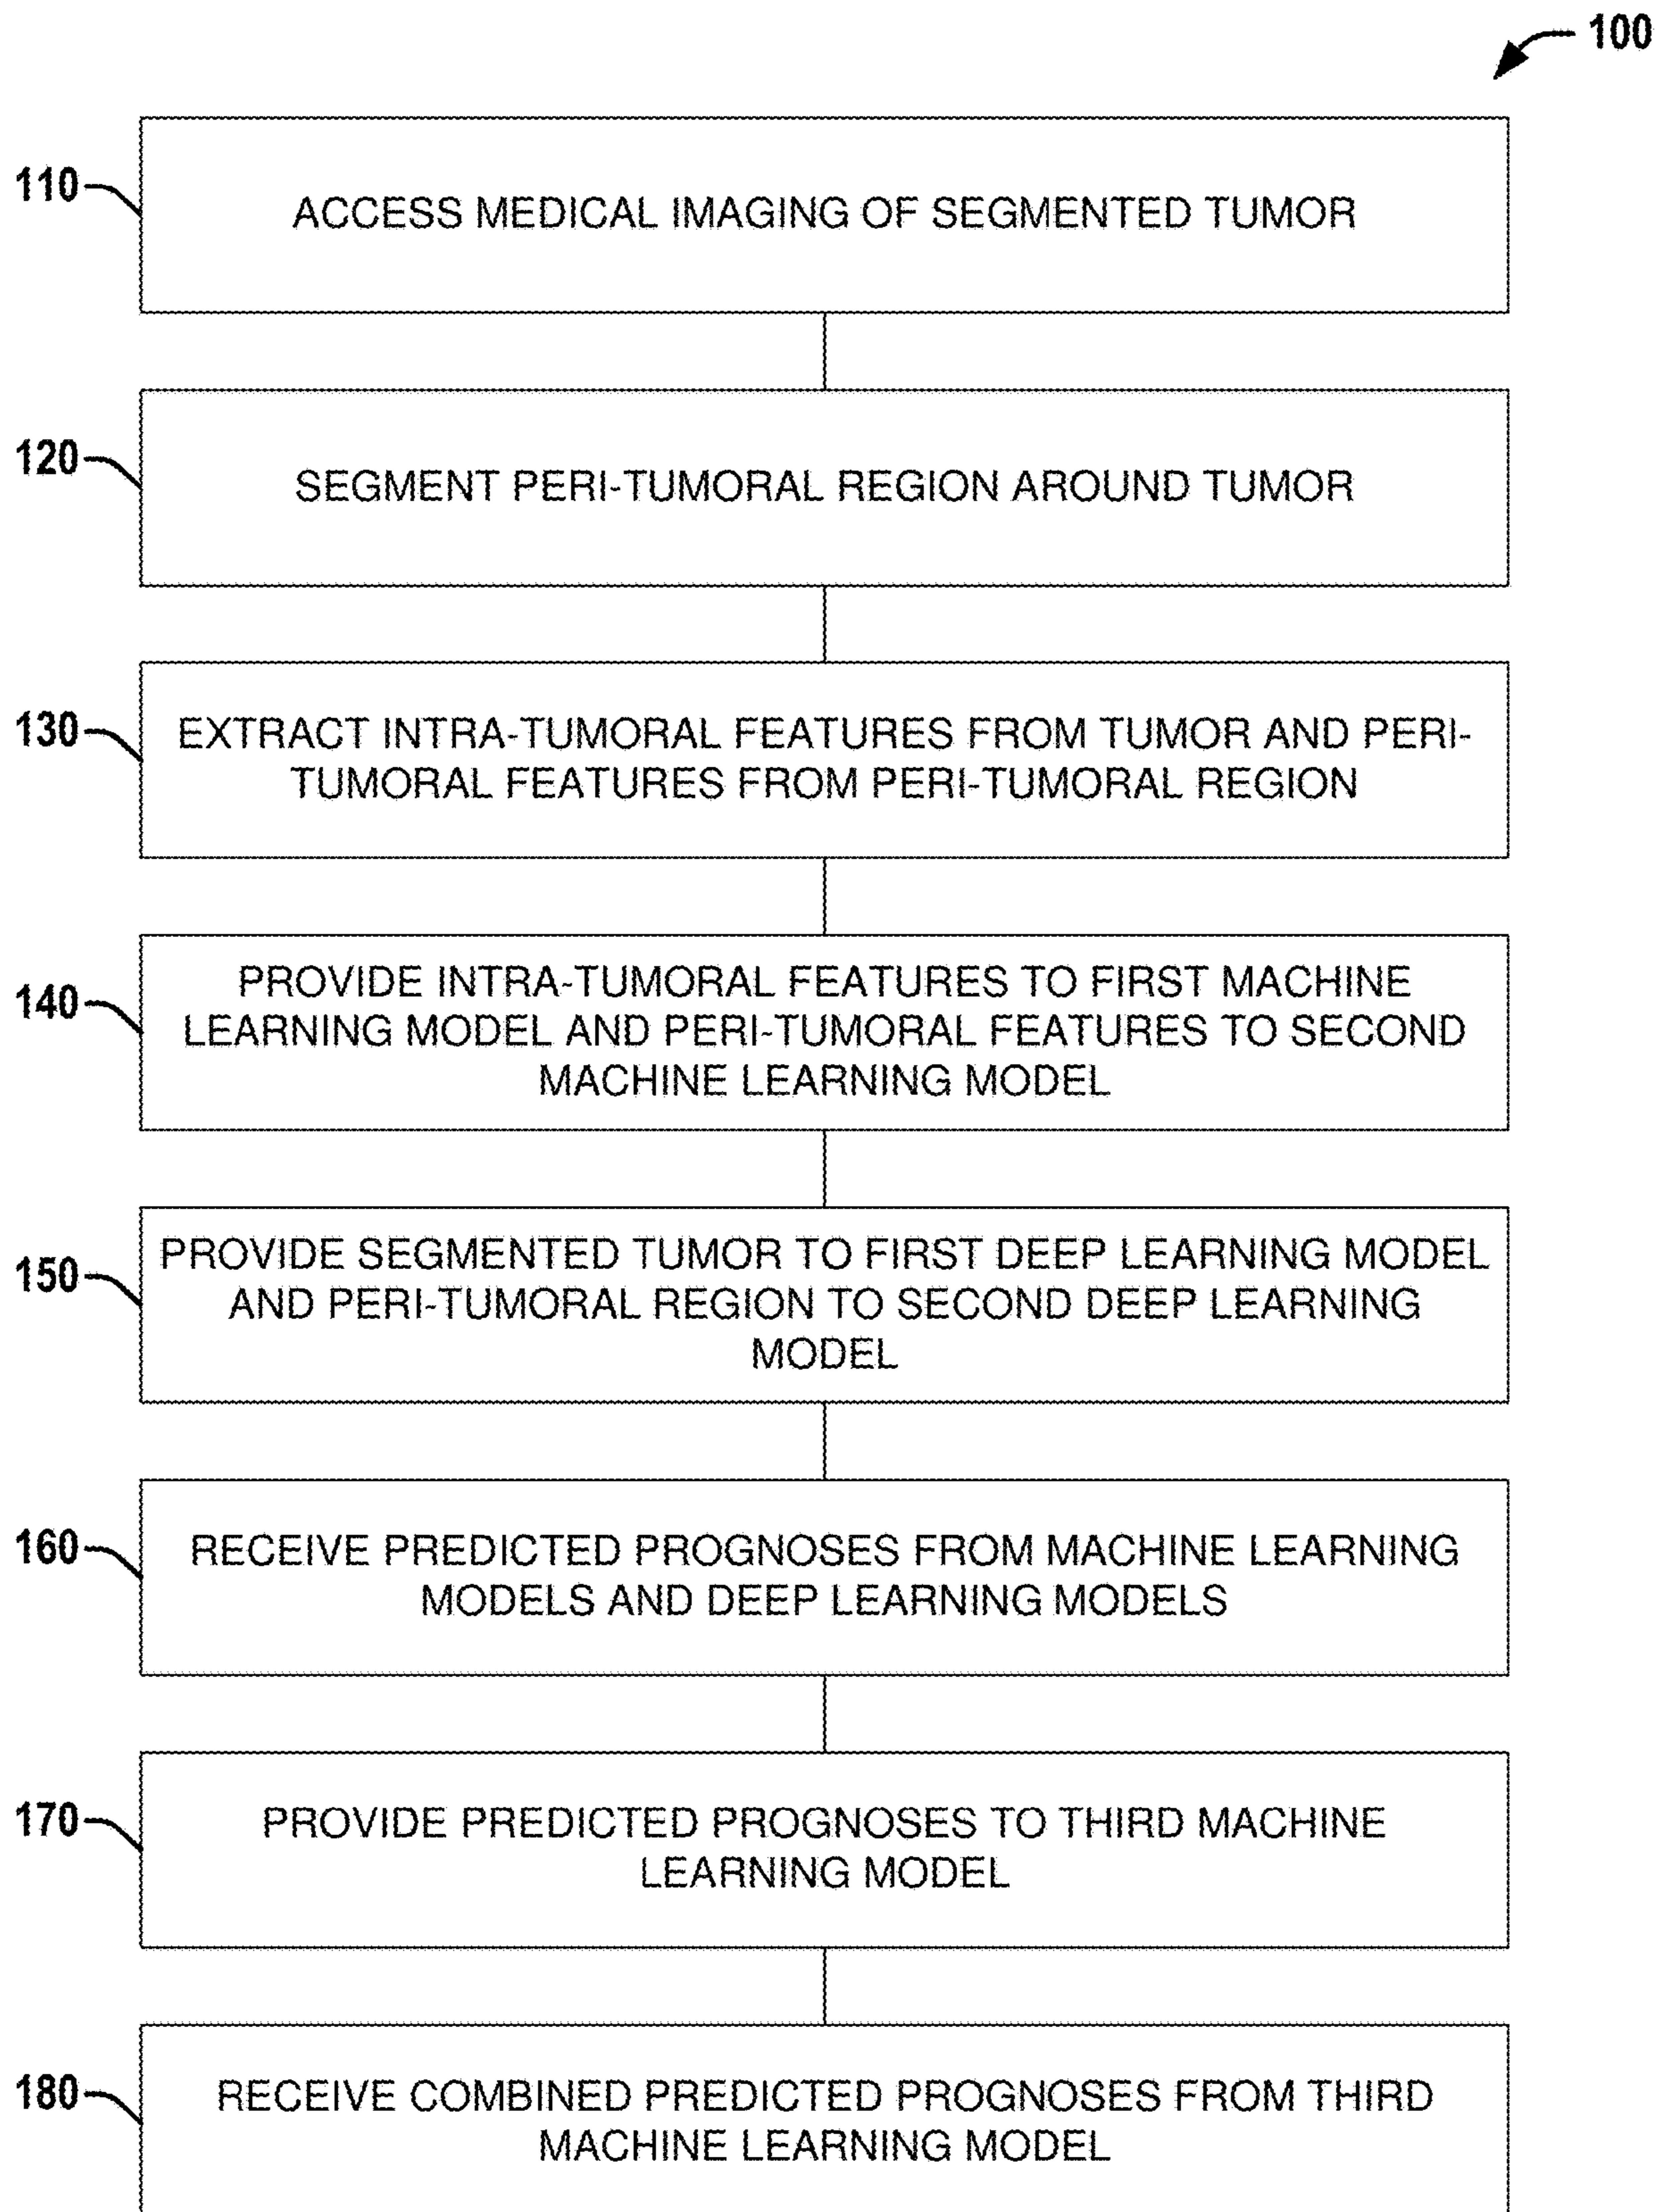 100
110
ACCESS MEDICAL IMAGING OF SEGMENTED TUMOR
120
SEGMENT PERI-TUMORAL REGION AROUND TUMOR
130
EXTRACT INTRA-TUMORAL FEATURES FROM TUMOR AND PERI-
TUMORAL FEATURES FROM PERI-TUMORAL REGION
140
PROVIDE INTRA-TUMORAL FEATURES TO FIRST MACHINE
LEARNING MODEL AND PERI-TUMORAL FEATURES TO SECOND
MACHINE LEARNING MODEL
150
PROVIDE SEGMENTED TUMOR TO FIRST DEEP LEARNING MODEL
AND PERI-TUMORAL REGION TO SECOND DEEP LEARNING
MODEL
160
RECEIVE PREDICTED PROGNOSES FROM MACHINE LEARNING
MODELS AND DEEP LEARNING MODELS
170
PROVIDE PREDICTED PROGNOSES TO THIRD MACHINE
LEARNING MODEL
180
RECEIVE COMBINED PREDICTED PROGNOSES FROM THIRD
MACHINE LEARNING MODEL